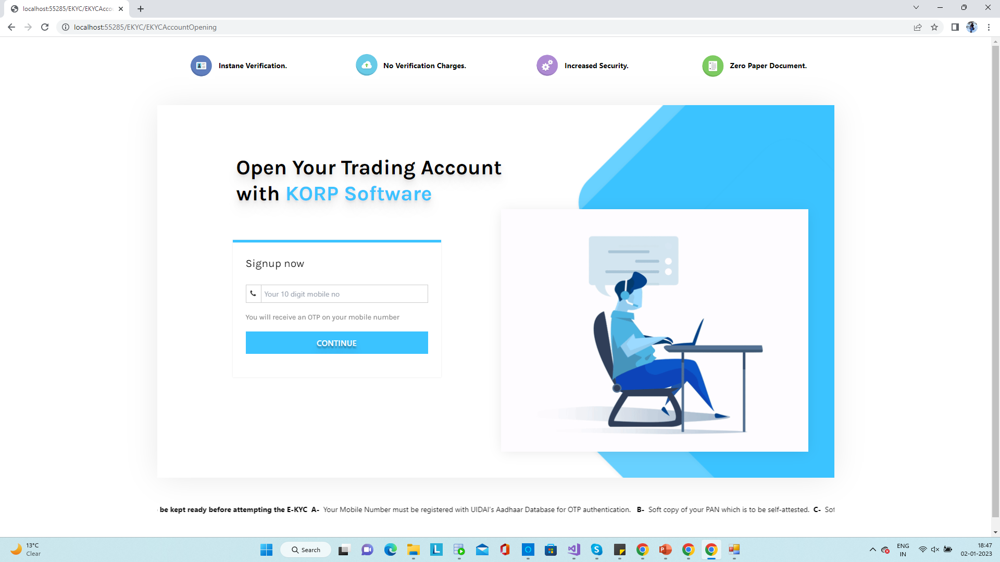 localhost:55285/EKYC/EKYCAccou
localhost:55285/EKYC/EKYCAccountOpening
Instane Verification.
No Verification Charges.
Increased Security.
Zero Paper Document.
Open Your Trading Account
with KORP Software
Signup now
Your 10 digit mobile no
You will receive an OTP on your mobile number
CONTINUE
be kept ready before attempting the E-KYC A- Your Mobile Number must be registered with UIDAI's Aadhaar Database for OTP authentication. B- Soft copy of your PAN which is to be self-attested. C- Sof
13°C
Clear
Search
ENG
IN
18:47
02-01-2023